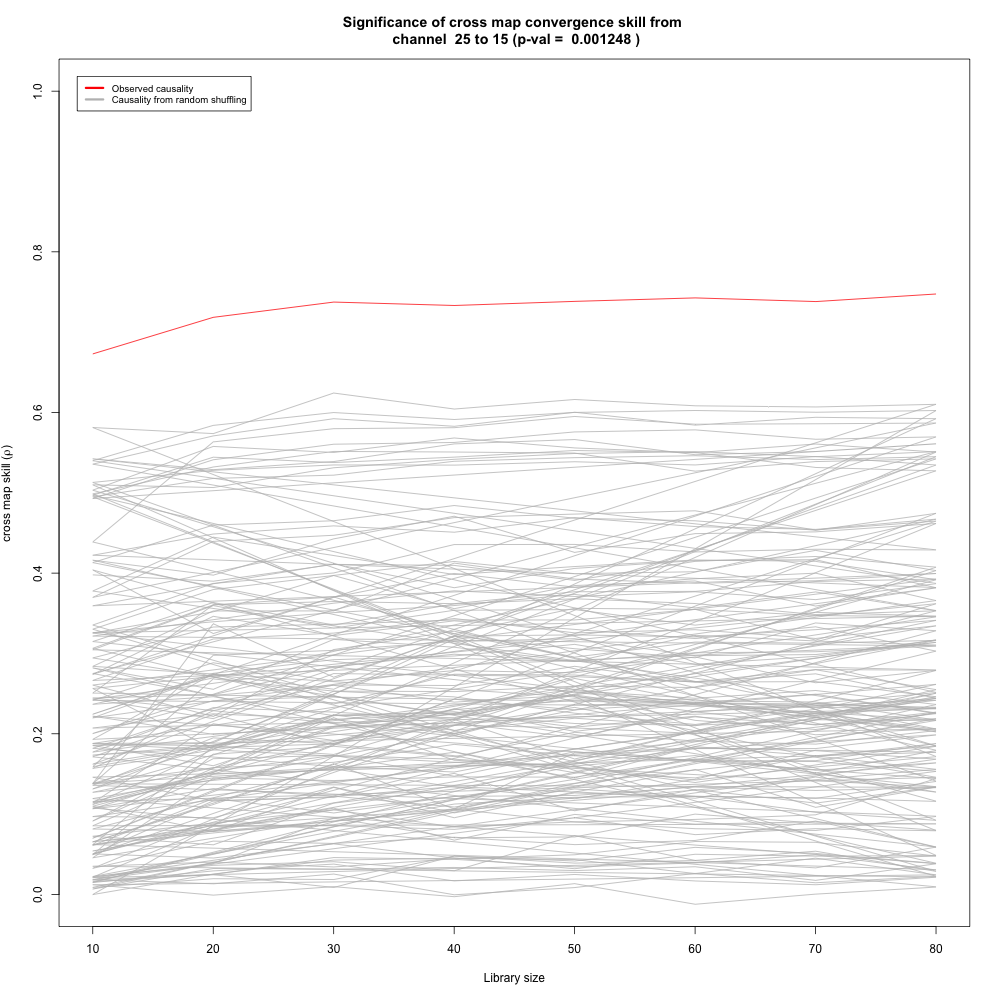 Significance of cross map convergence skill from
channel  25 to 15 (p-val =  0.001248 )
Observed causality
Causality from random shuffling
cross map skill (ρ)
1.0
0.8
0.6
0.4
0.2
0.0
10 20 30 40 50 60 70 80
Library size